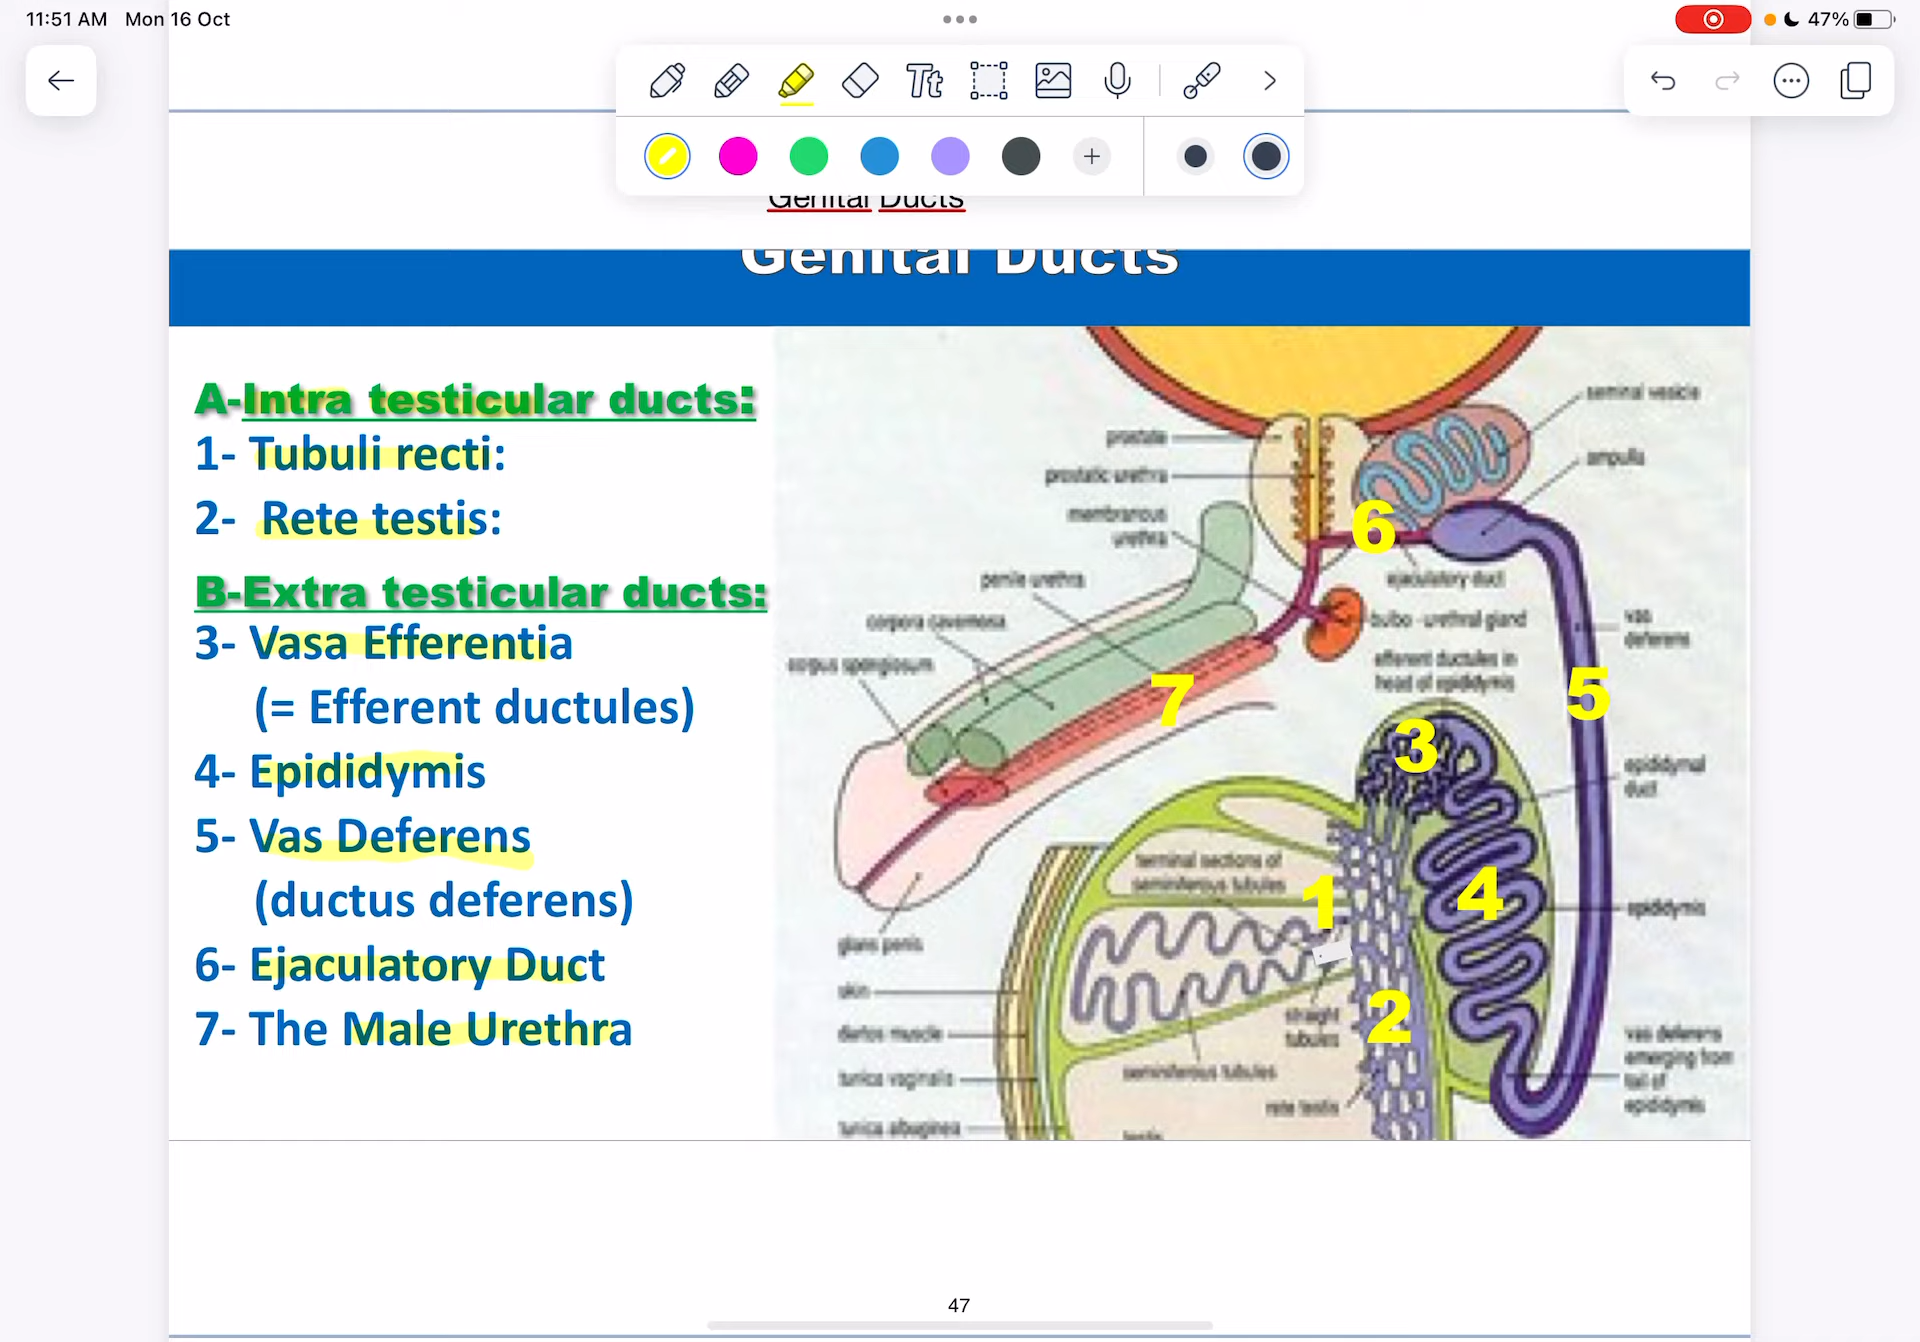 11:51 AM Mon 16 Oct
47%
Tt
Genital Ducts
Genital Ducts
A-Intra testicular ducts:
1- Tubuli recti:
2- Rete testis:
B-Extra testicular ducts:
3- Vasa Efferentia
(= Efferent ductules)
4- Epididymis
5- Vas Deferens
(ductus deferens)
6- Ejaculatory Duct
7- The Male Urethra
seminal vesicle
prostate
ampulla
prostatic urethra
membranous
urethra
6
ejaculatory duct
penile urethra
corpora cavernosa
bulbo-urethral gland
vas
deferens
corpus spongiosum
efferent ductules in
head of epididymis
7
5
3
epididymal
duct
terminal sections of
seminiferous tubules
1
4
epididymis
glans penis
skin
straight
tubules
2
dartos muscle
vas deferens
emerging from
tail of
epididymis
seminiferous tubules
tunica vaginalis
rete testis
tunica albuginea
testis
47